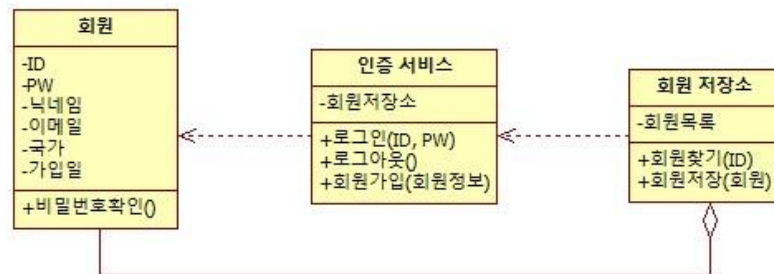 회원
-ID
-PW
-닉네임
-이메일
-국가
-가입일
+비밀번호확인()
인증 서비스
-회원저장소
+로그인(ID, PW)
+로그아웃()
+회원가입(회원정보)
회원 저장소
-회원목록
+회원찾기(ID)
+회원저장(회원)